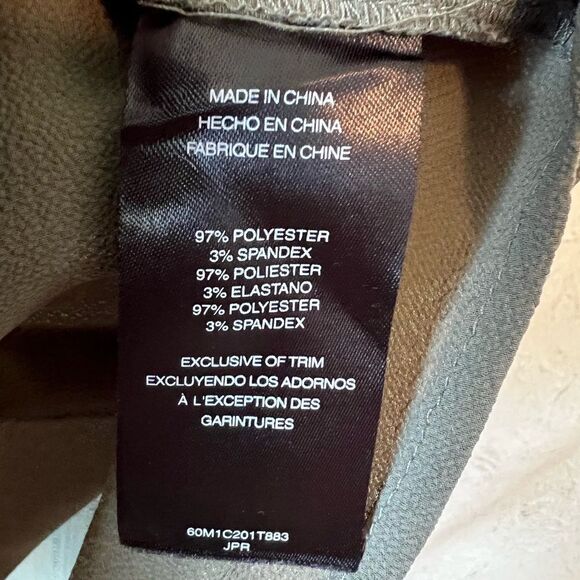 MADE IN CHINA
HECHO EN CHINA
FABRIQUE EN CHINE
97% POLYESTER
3% SPANDEX
97% POLIESTER
3% ELASTANO
97% POLYESTER
3% SPANDEX
EXCLUSIVE OF TRIM
EXCLUYENDO LOS ADORNOS
À L'EXCEPTION DES
GARINTURES
60M1C201T883
JPR